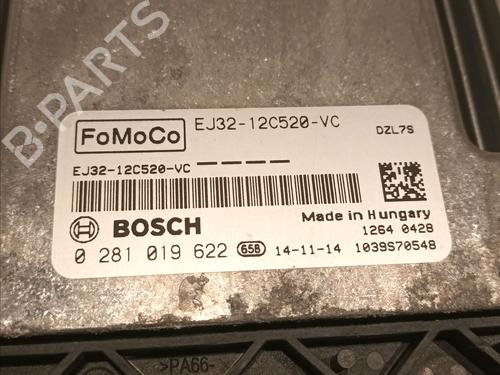 B-PARTS
FoMoCo
EJ32-12C520-VC
DZL7S
EJ32-12C520-VC — — — —
BOSCH
Made in Hungary
0 281 019 622
658
14-11-14
1264 0428
1039S70548
>PA66-